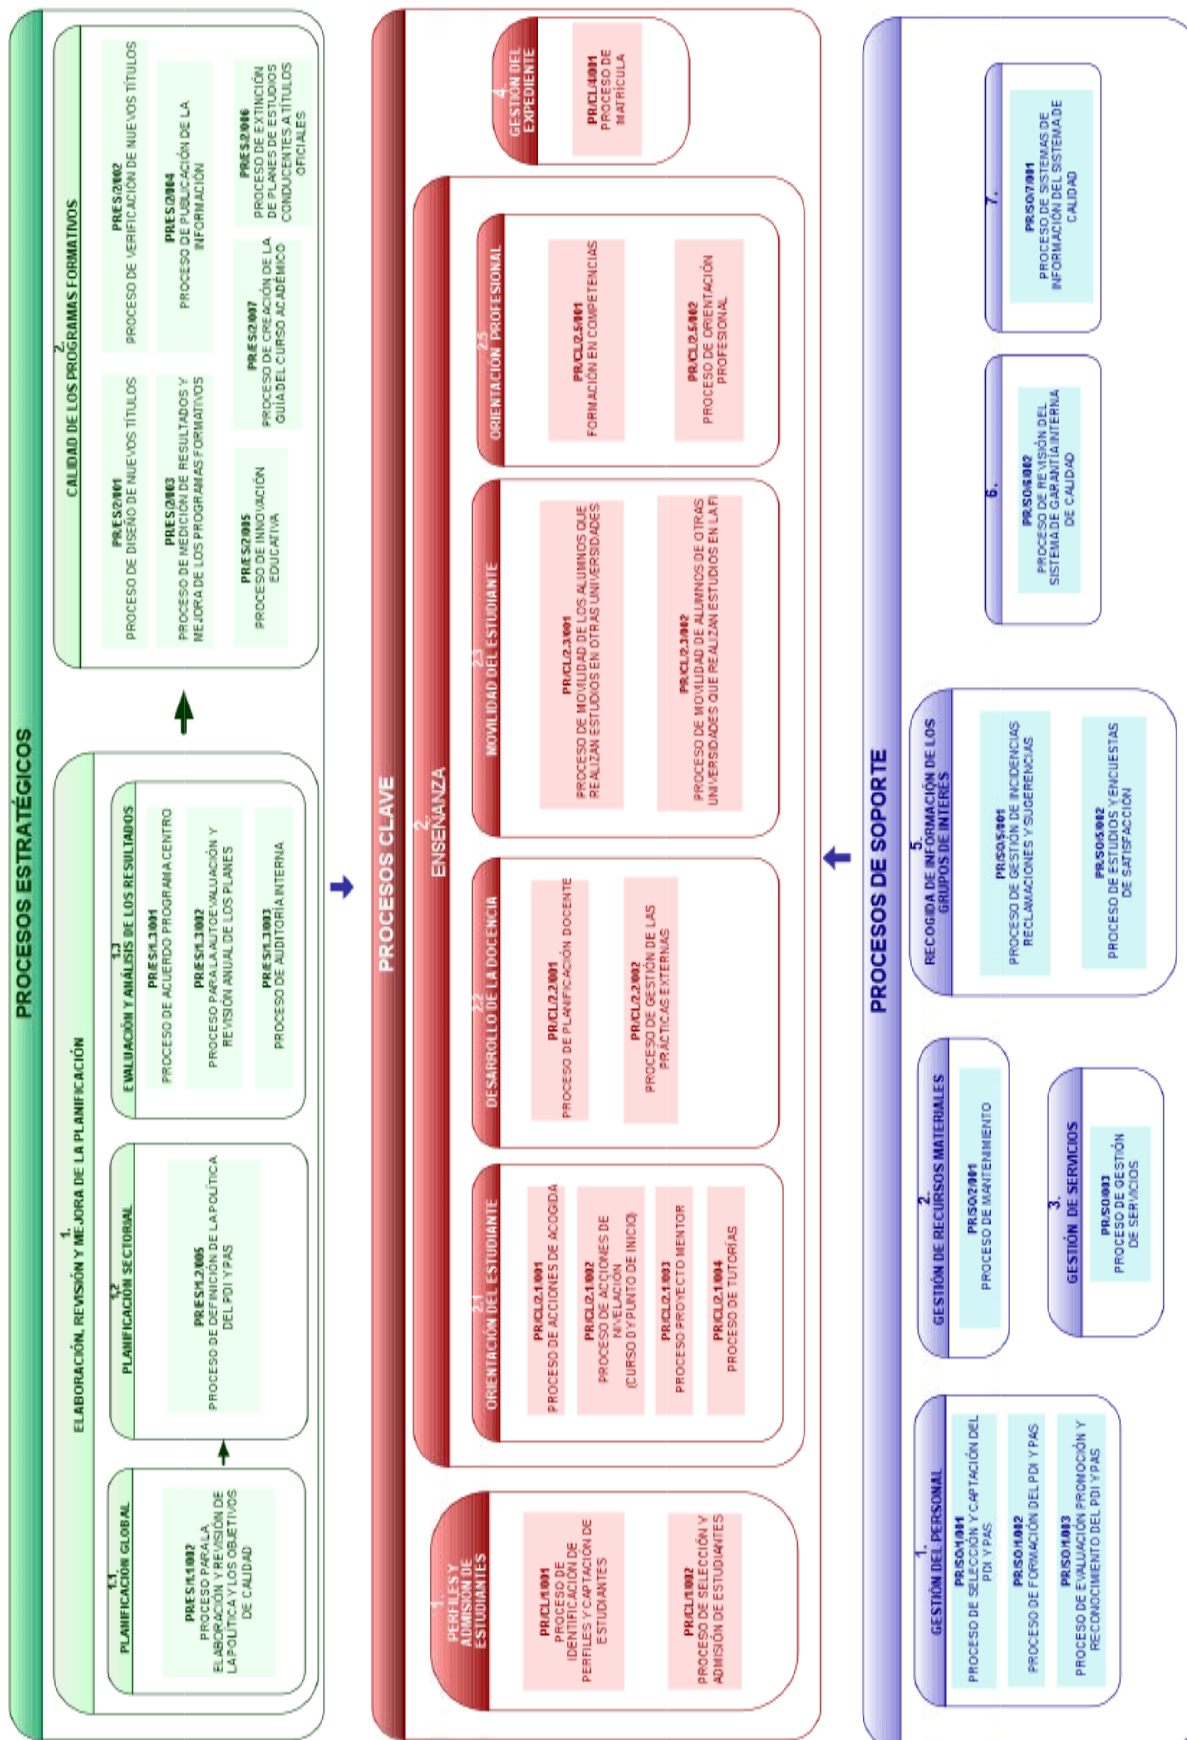 PROCESOS ESTRATÉGICOS
1.
ELABORACIÓN, REVISIÓN Y MEJORA DE LA PLANIFICACIÓN
1.1
PLANIFICACIÓN GLOBAL
PR/ES/1.1/002
PROCESO PARA LA
ELABORACIÓN Y REVISIÓN DE
LA POLÍTICA Y LOS OBJETIVOS
DE CALIDAD
1.2
PLANIFICACIÓN SECTORIAL
PR/ES/1.2/005
PROCESO DE DEFINICIÓN DE LA POLÍTICA
DEL PDI Y PAS
1.3
EVALUACIÓN Y ANÁLISIS DE LOS RESULTADOS
PR/ES/1.3/001
PROCESO DE ACUERDO PROGRAMA CENTRO
PR/ES/1.3/002
PROCESO PARA LA AUTOEVALUACIÓN Y
REVISIÓN ANUAL DE LOS PLANES
PR/ES/1.3/003
PROCESO DE AUDITORÍA INTERNA
2.
CALIDAD DE LOS PROGRAMAS FORMATIVOS
PR/ES/2/001
PROCESO DE DISEÑO DE NUEVOS TÍTULOS
PR/ES/2/002
PROCESO DE VERIFICACIÓN DE NUEVOS TÍTULOS
PR/ES/2/003
PROCESO DE MEDICIÓN DE RESULTADOS Y
MEJORA DE LOS PROGRAMAS FORMATIVOS
PR/ES/2/004
PROCESO DE PUBLICACIÓN DE LA
INFORMACIÓN
PR/ES/2/005
PROCESO DE INNOVACIÓN
EDUCATIVA
PR/ES/2/007
PROCESO DE CREACIÓN DE LA
GUÍA DEL CURSO ACADÉMICO
PR/ES/2/006
PROCESO DE EXTINCIÓN
DE PLANES DE ESTUDIOS
CONDUCENTES A TÍTULOS
OFICIALES
PROCESOS CLAVE
1.
PERFILES Y
ADMISIÓN DE
ESTUDIANTES
PR/CL/1/001
PROCESO DE
IDENTIFICACIÓN DE
PERFILES Y CAPTACIÓN DE
ESTUDIANTES
PR/CL/1/002
PROCESO DE SELECCIÓN Y
ADMISIÓN DE ESTUDIANTES
2.
ENSEÑANZA
2.1
ORIENTACIÓN DEL ESTUDIANTE
PR/CL/2.1/001
PROCESO DE ACCIONES DE ACOGIDA
PR/CL/2.1/002
PROCESO DE ACCIONES DE
NIVELACIÓN
(CURSO 0 Y PUNTO DE INICIO)
PR/CL/2.1/003
PROCESO PROYECTO MENTOR
PR/CL/2.1/004
PROCESO DE TUTORÍAS
2.2
DESARROLLO DE LA DOCENCIA
PR/CL/2.2/001
PROCESO DE PLANIFICACIÓN DOCENTE
PR/CL/2.2/002
PROCESO DE GESTIÓN DE LAS
PRÁCTICAS EXTERNAS
2.3
MOVILIDAD DEL ESTUDIANTE
PR/CL/2.3/001
PROCESO DE MOVILIDAD DE LOS ALUMNOS QUE
REALIZAN ESTUDIOS EN OTRAS UNIVERSIDADES
PR/CL/2.3/002
PROCESO DE MOVILIDAD DE ALUMNOS DE OTRAS
UNIVERSIDADES QUE REALIZAN ESTUDIOS EN LA FI
2.5
ORIENTACIÓN PROFESIONAL
PR/CL/2.5/001
FORMACIÓN EN COMPETENCIAS
PR/CL/2.5/002
PROCESO DE ORIENTACIÓN
PROFESIONAL
4.
GESTIÓN DEL
EXPEDIENTE
PR/CL/4/001
PROCESO DE
MATRÍCULA
PROCESOS DE SOPORTE
1.
GESTIÓN DEL PERSONAL
PR/SO/1/001
PROCESO DE SELECCIÓN Y CAPTACIÓN DEL
PDI Y PAS
PR/SO/1/002
PROCESO DE FORMACIÓN DEL PDI Y PAS
PR/SO/1/003
PROCESO DE EVALUACIÓN PROMOCIÓN Y
RECONOCIMIENTO DEL PDI Y PAS
2.
GESTIÓN DE RECURSOS MATERIALES
PR/SO/2/001
PROCESO DE MANTENIMIENTO
3.
GESTIÓN DE SERVICIOS
PR/SO/003
PROCESO DE GESTIÓN
DE SERVICIOS
5.
RECOGIDA DE INFORMACIÓN DE LOS
GRUPOS DE INTERÉS
PR/SO/5/001
PROCESO DE GESTIÓN DE INCIDENCIAS
RECLAMACIONES Y SUGERENCIAS
PR/SO/5/002
PROCESO DE ESTUDIOS Y ENCUESTAS
DE SATISFACCIÓN
6.
PR/SO/6/002
PROCESO DE REVISIÓN DEL
SISTEMA DE GARANTÍA INTERNA
DE CALIDAD
7.
PR/SO/7/001
PROCESO DE SISTEMAS DE
INFORMACIÓN DEL SISTEMA DE
CALIDAD